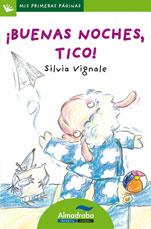 MIS PRIMERAS PÁGINAS
¡BUENAS NOCHES,
TICO!
Silvia Vignale
Almadraba